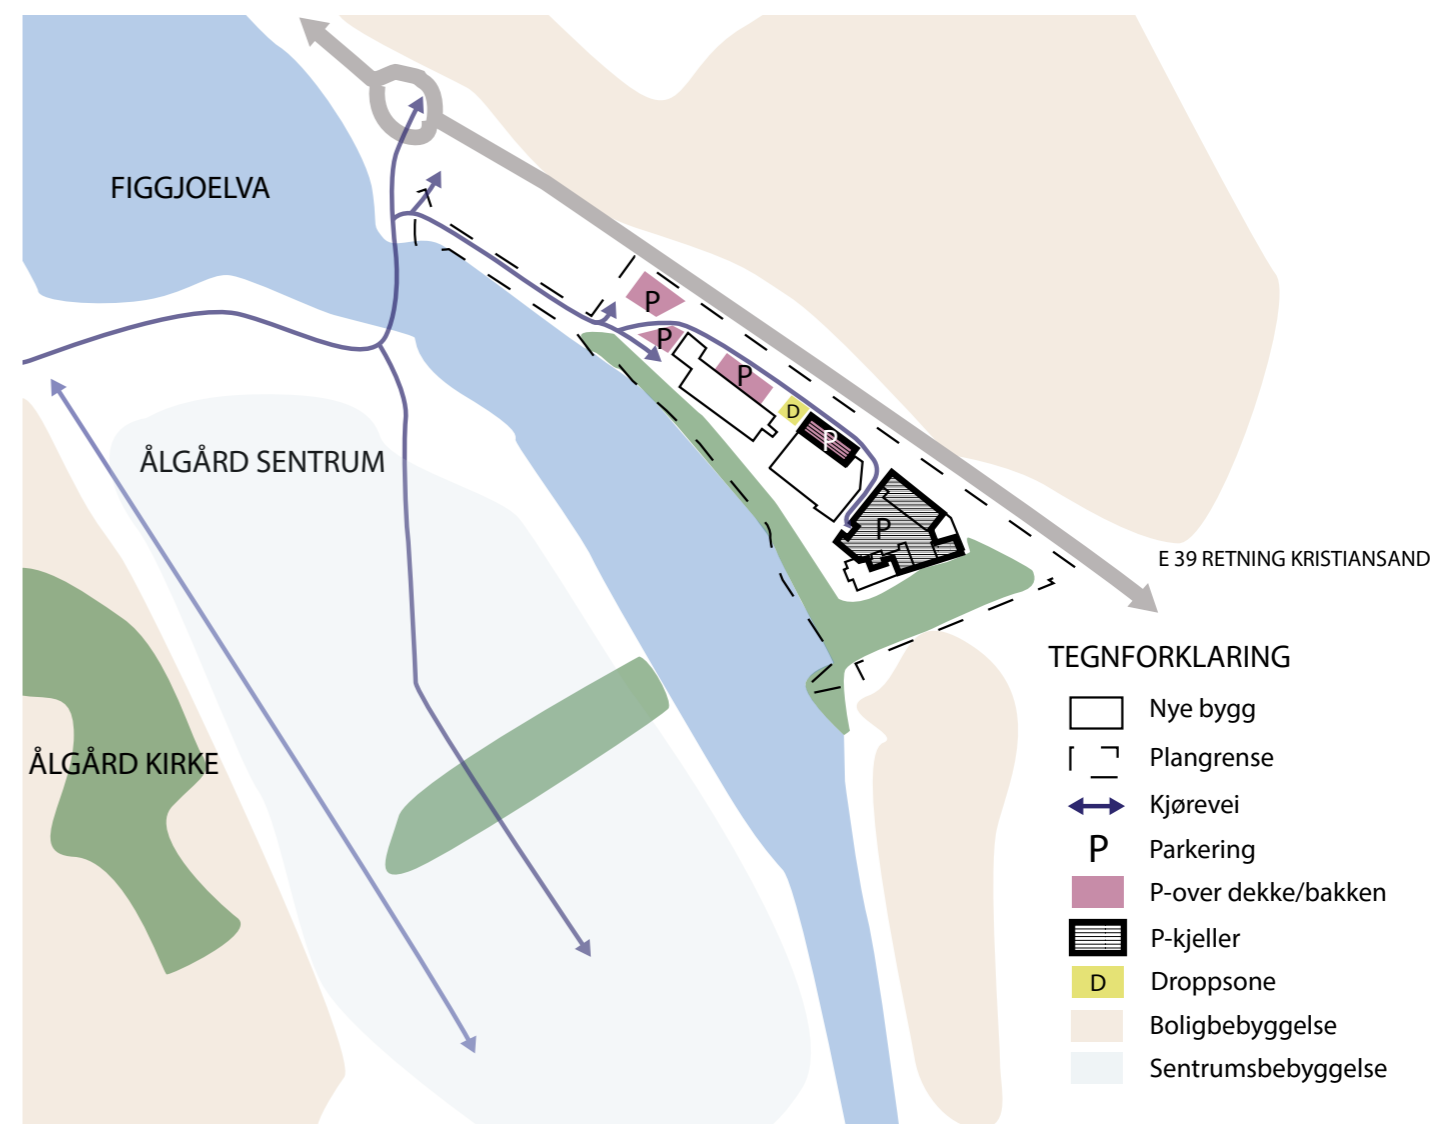 FIGGJOELVA
P
P
P
D
P
ÅLGÅRD SENTRUM
P
E 39 RETNING KRISTIANSAND
ÅLGÅRD KIRKE
TEGNFORKLARING
Nye bygg
Plangrense
Kjørevei
P Parkering
P-over dekke/bakken
P-kjeller
D Droppsone
Boligbebyggelse
Sentrumsbebyggelse